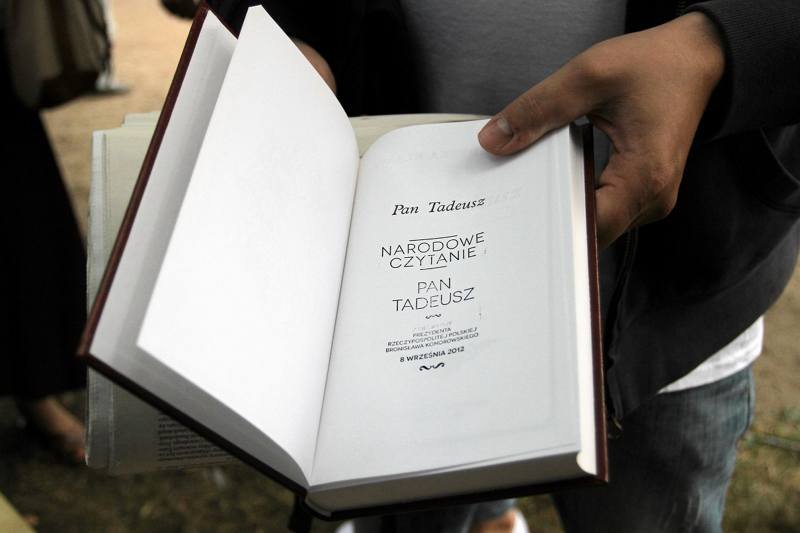 Pan Tadeusz
NARODOWE
CZYTANIE
PAN
TADEUSZ
PREZYDENTA
RZECZYPOSPOLITEJ POLSKIEJ
BRONISŁAWA KOMOROWSKIEGO
8 WRZEŚNIA 2012